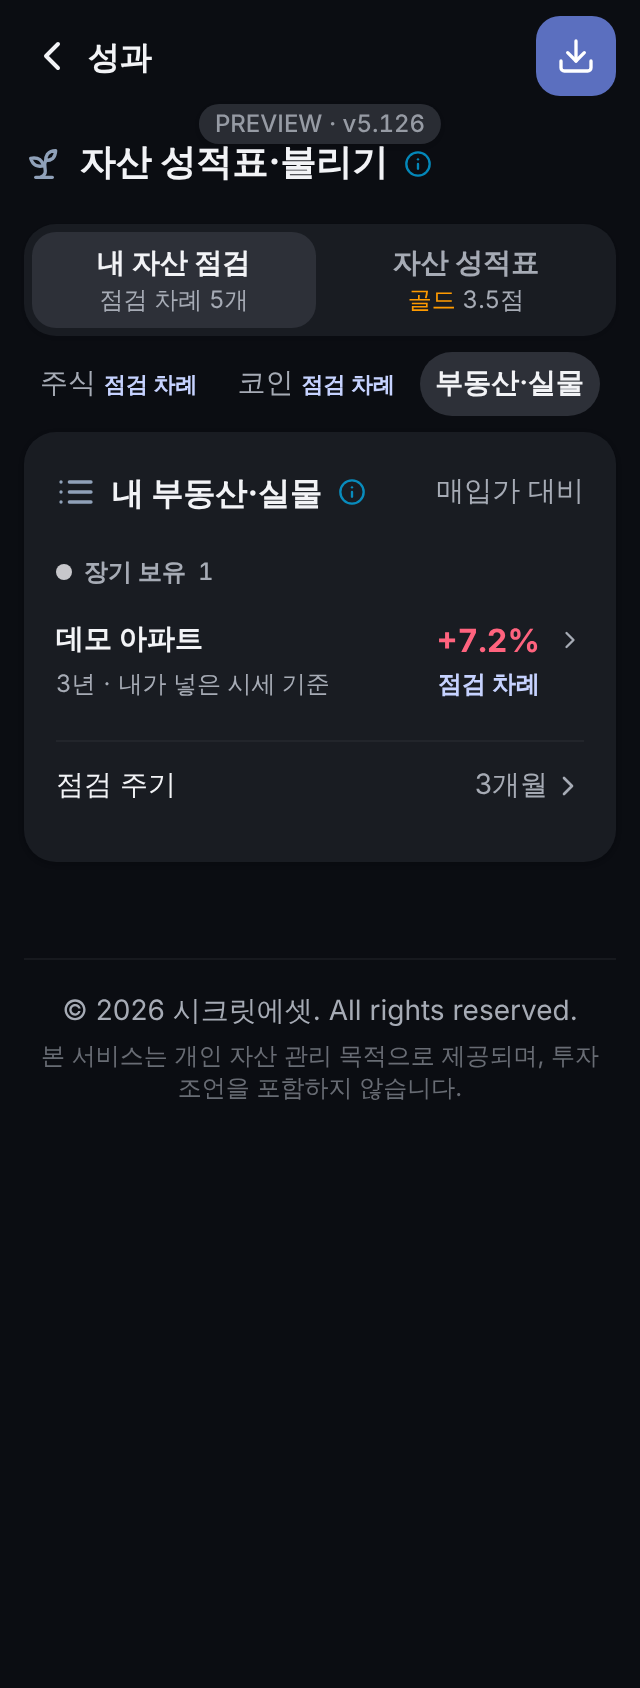 성과
PREVIEW · v5.126
자산 성적표·불리기
내 자산 점검
점검 차례 5개
자산 성적표
골드 3.5점
주식 점검 차례
코인 점검 차례
부동산·실물
내 부동산·실물
매입가 대비
장기 보유 1
데모 아파트
+7.2%
3년 · 내가 넣은 시세 기준
점검 차례
점검 주기
3개월
© 2026 시크릿에셋. All rights reserved.
본 서비스는 개인 자산 관리 목적으로 제공되며, 투자
조언을 포함하지 않습니다.